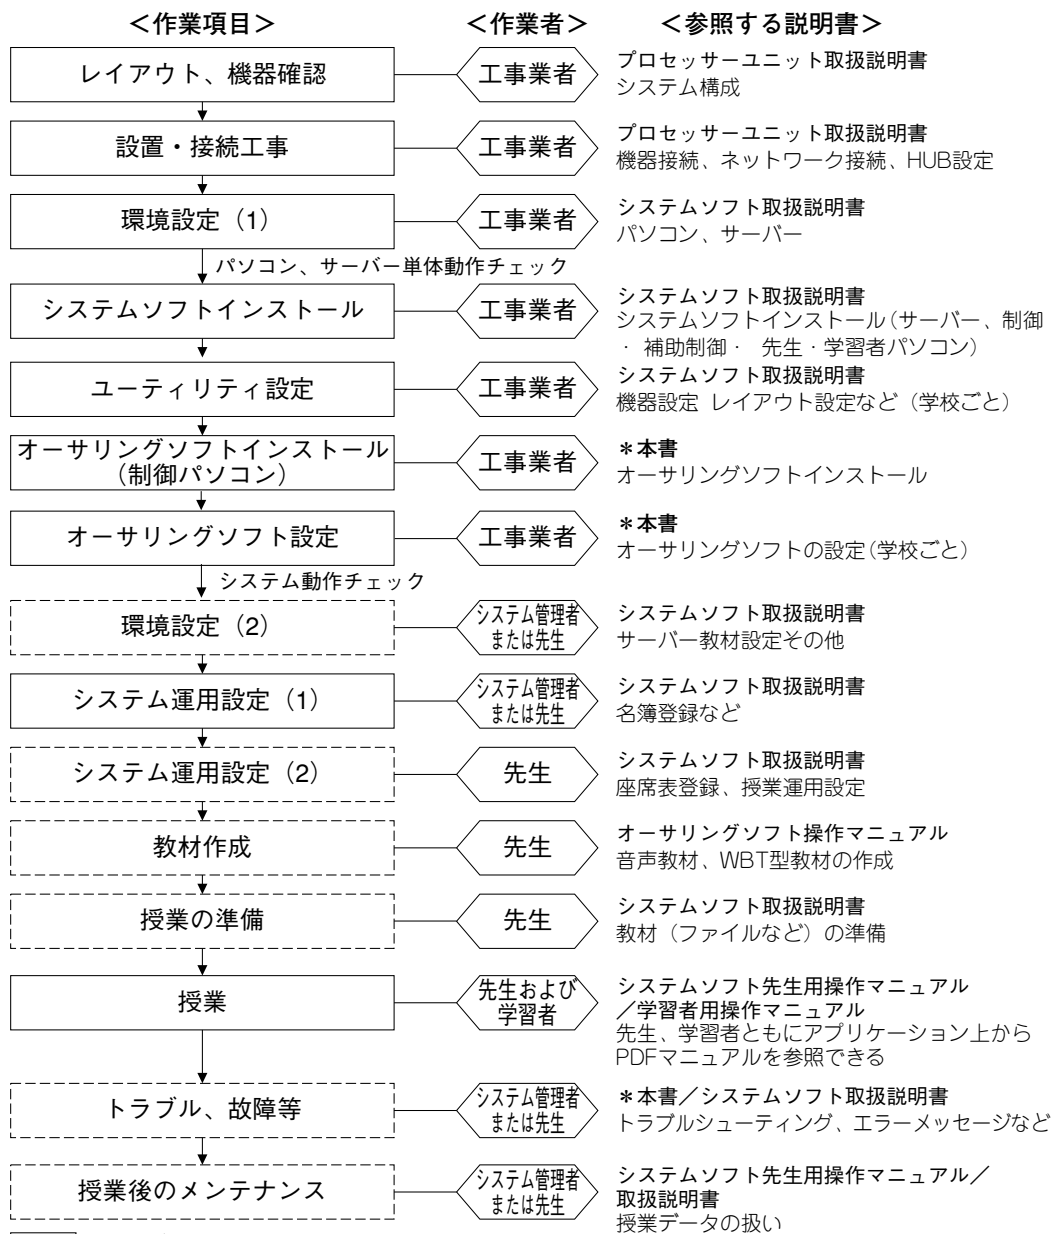 ＜作業項目＞ ＜作業者＞ ＜参照する説明書＞
レイアウト、機器確認 工事業者 プロセッサーユニット取扱説明書
システム構成
設置・接続工事 工事業者 プロセッサーユニット取扱説明書
機器接続、ネットワーク接続、HUB設定
環境設定（1） 工事業者 システムソフト取扱説明書
パソコン、サーバー
パソコン、サーバー単体動作チェック
システムソフトインストール 工事業者 システムソフト取扱説明書
システムソフトインストール（サーバー、制御
・ 補助制御・ 先生・学習者パソコン）
ユーティリティ設定 工事業者 システムソフト取扱説明書
機器設定 レイアウト設定など（学校ごと）
オーサリングソフトインストール
（制御パソコン） 工事業者 ＊本書
オーサリングソフトインストール
オーサリングソフト設定 工事業者 ＊本書
オーサリングソフトの設定（学校ごと）
システム動作チェック
環境設定（2） システム管理者
または先生 システムソフト取扱説明書
サーバー教材設定その他
システム運用設定（1） システム管理者
または先生 システムソフト取扱説明書
名簿登録など
システム運用設定（2） 先生 システムソフト取扱説明書
座席表登録、授業運用設定
教材作成 先生 オーサリングソフト操作マニュアル
音声教材、WBT型教材の作成
授業の準備 先生 システムソフト取扱説明書
教材（ファイルなど）の準備
授業 先生および
学習者 システムソフト先生用操作マニュアル
／学習者用操作マニュアル
先生、学習者ともにアプリケーション上から
PDFマニュアルを参照できる
トラブル、故障等 システム管理者
または先生 ＊本書／システムソフト取扱説明書
トラブルシューティング、エラーメッセージなど
授業後のメンテナンス システム管理者
または先生 システムソフト先生用操作マニュアル／
取扱説明書
授業データの扱い